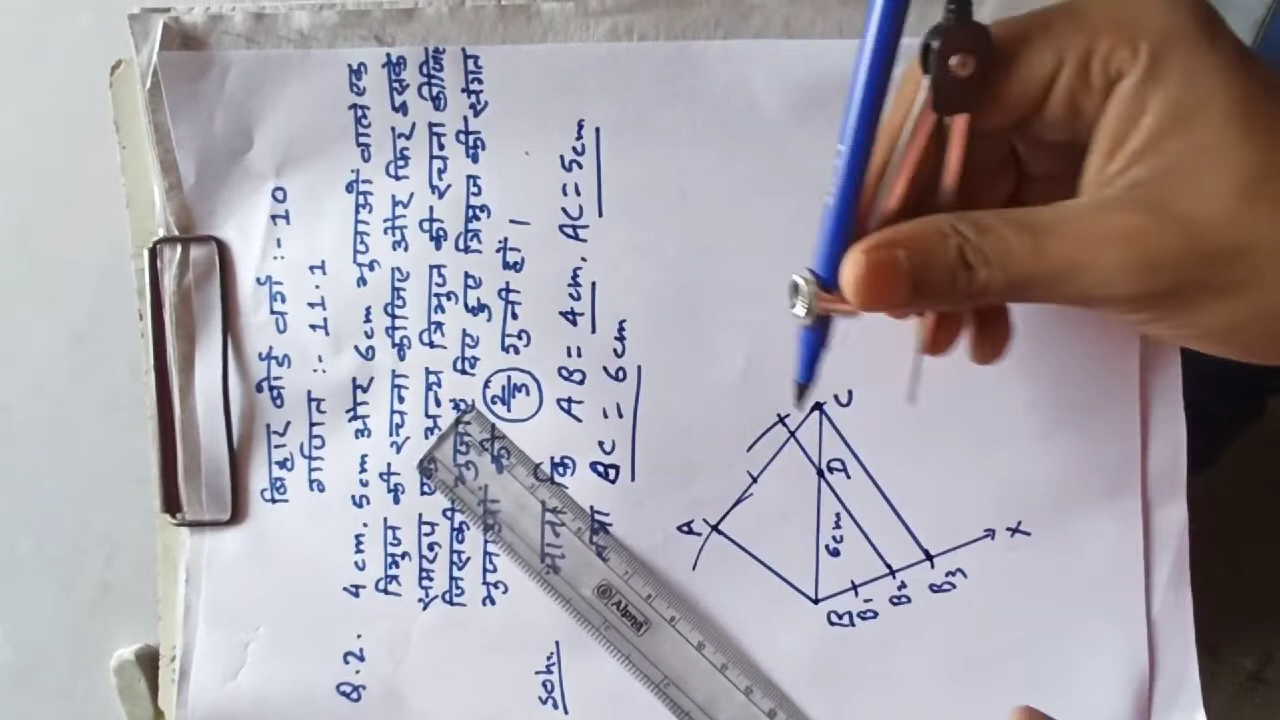 बिहार बोर्ड वर्ग :- 10
गणित :- 11.1
Q.2. 4cm. 5cm और 6cm भुजाओं वाले एक
त्रिभुज की रचना कीजिए और फिर इसके
समरूप एक अन्य त्रिभुज की रचना कीजिए
जिसकी भुजाएँ दिए हुए त्रिभुज की संगत
भुजाओं की 2/3 गुनी हों।
Soln. माना कि AB = 4cm, AC = 5cm
तथा BC = 6cm
A
C
D
6cm
B
B1
B2
B3
X
Alpha